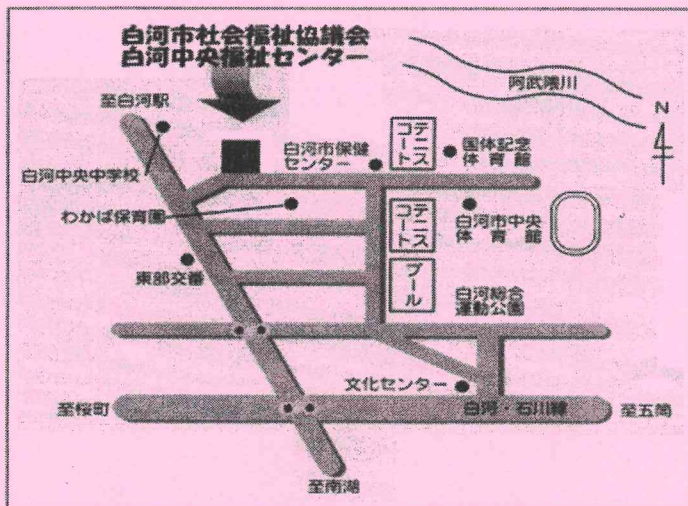 白河市社会福祉協議会
白河中央福祉センター
阿武隈川
至白河駅
N
白河市保健
センター
テニス
コート
国体記念
体育館
白河中央中学校
わかば保育園
テニス
コート
白河市中央
体育館
東部交番
プール
白河総合
運動公園
文化センター
至桜町
白河・石川線
至五箇
至南湖